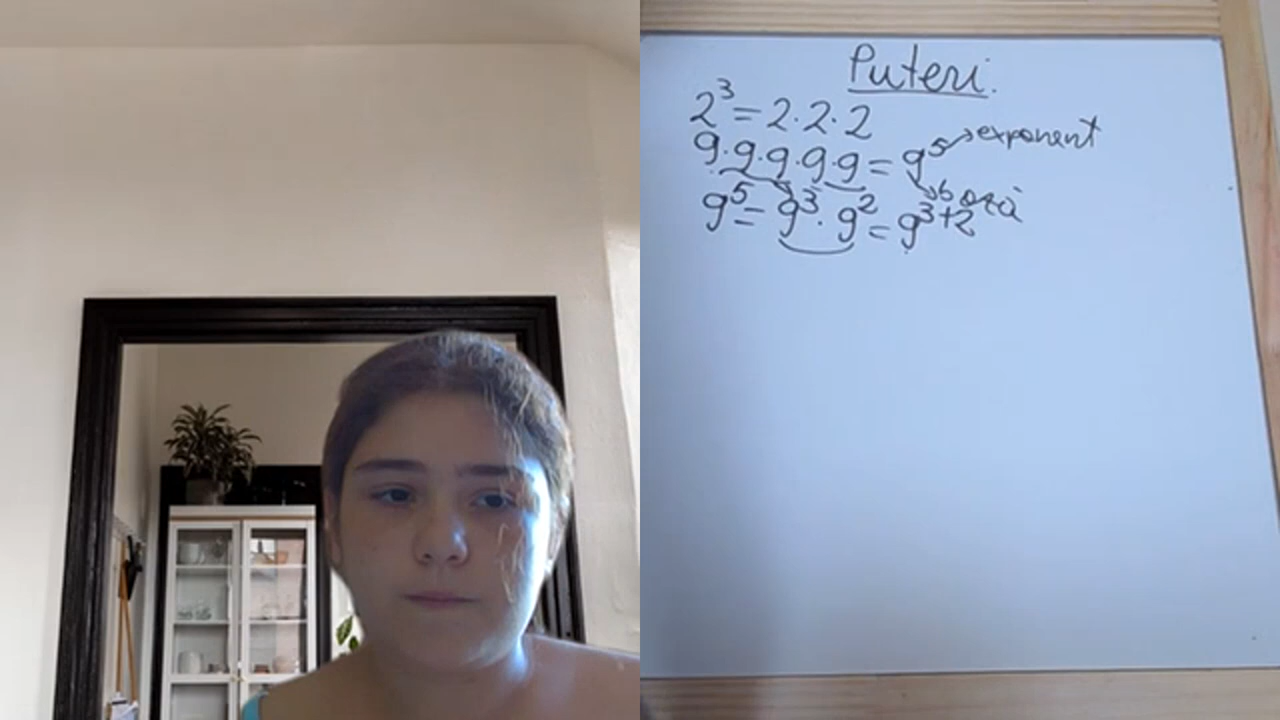 Puteri.
2³ = 2·2·2
9·9·9·9·9 = 9⁵ → exponent
→ bază
9⁵ = 9³·9² = 9³⁺²